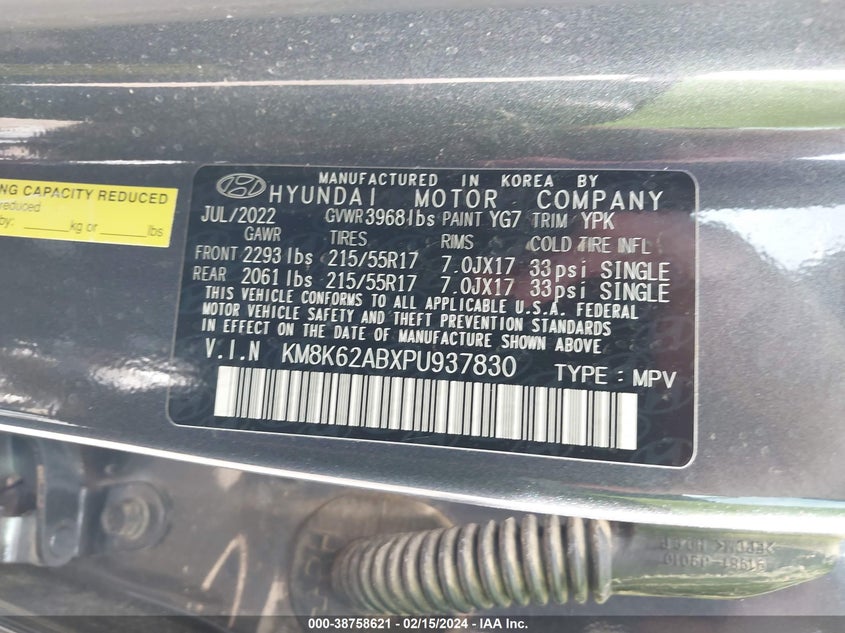 NG CAPACITY REDUCED
reduced
by: ______kg or ______lbs
MANUFACTURED IN KOREA BY
HYUNDAI MOTOR COMPANY
JUL/2022 GVWR 3968lbs PAINT YG7 TRIM YPK
GAWR TIRES RIMS COLD TIRE INFL
FRONT 2293lbs 215/55R17 7.0JX17 33psi SINGLE
REAR 2061lbs 215/55R17 7.0JX17 33psi SINGLE
THIS VEHICLE CONFORMS TO ALL APPLICABLE U.S.A. FEDERAL
MOTOR VEHICLE SAFETY AND THEFT PREVENTION STANDARDS
IN EFFECT ON THE DATE OF MANUFACTURE SHOWN ABOVE
V.I.N KM8K62ABXPU937830 TYPE : MPV
000-38758621 - 02/15/2024 - IAA Inc.